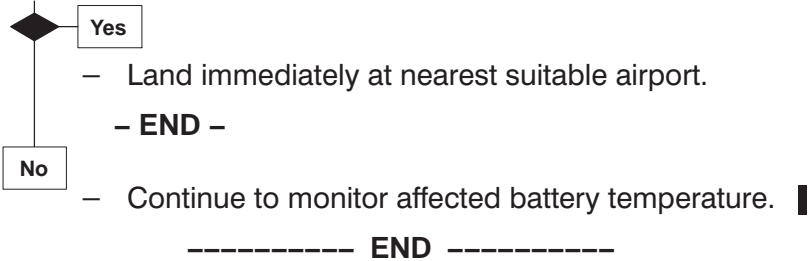 Yes
– Land immediately at nearest suitable airport.
– END –
No
– Continue to monitor affected battery temperature.
–––––––––– END ––––––––––